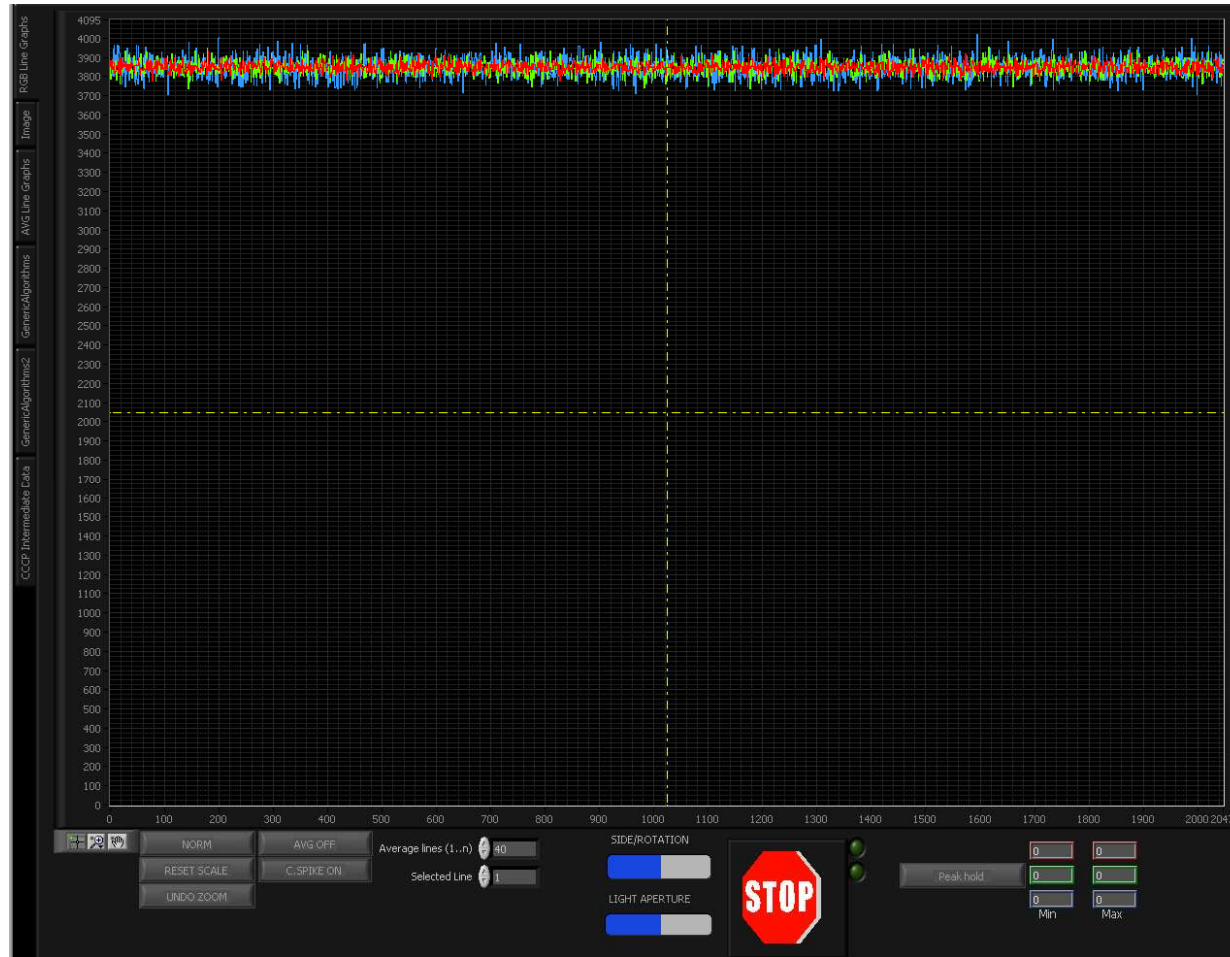 RGB Line Graphs
Image
AVG Line Graphs
GenericAlgorithms
GenericAlgorithms2
CCCP Intermediate Data
4095
4000
3900
3800
3700
3600
3500
3400
3300
3200
3100
3000
2900
2800
2700
2600
2500
2400
2300
2200
2100
2000
1900
1800
1700
1600
1500
1400
1300
1200
1100
1000
900
800
700
600
500
400
300
200
100
0
0 100 200 300 400 500 600 700 800 900 1000 1100 1200 1300 1400 1500 1600 1700 1800 1900 2000
NORM AVG OFF
RESET SCALE C.SPIKE ON
UNDO ZOOM
Average lines (1..n) 40
Selected Line 1
SIDE/ROTATION
LIGHT APERTURE
STOP
Peak hold
0 0
0 0
0 0
Min Max